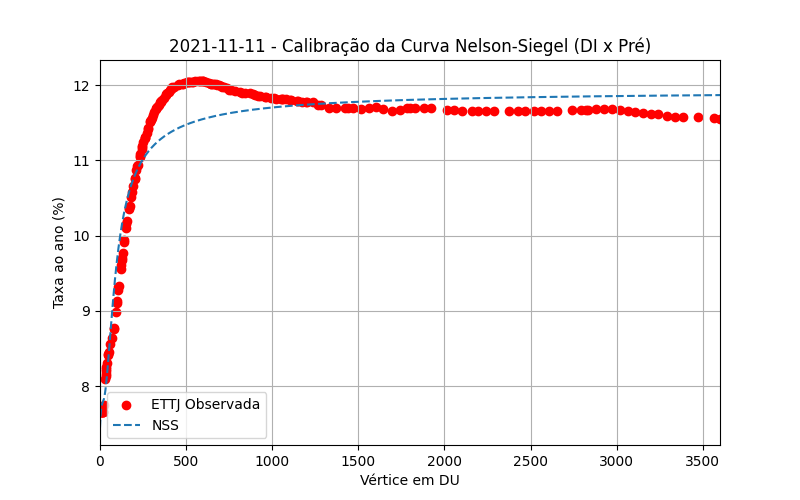 2021-11-11 - Calibração da Curva Nelson-Siegel (DI x Pré)
12
11
10
9
8
Taxa ao ano (%)
ETTJ Observada
NSS
0 500 1000 1500 2000 2500 3000 3500
Vértice em DU